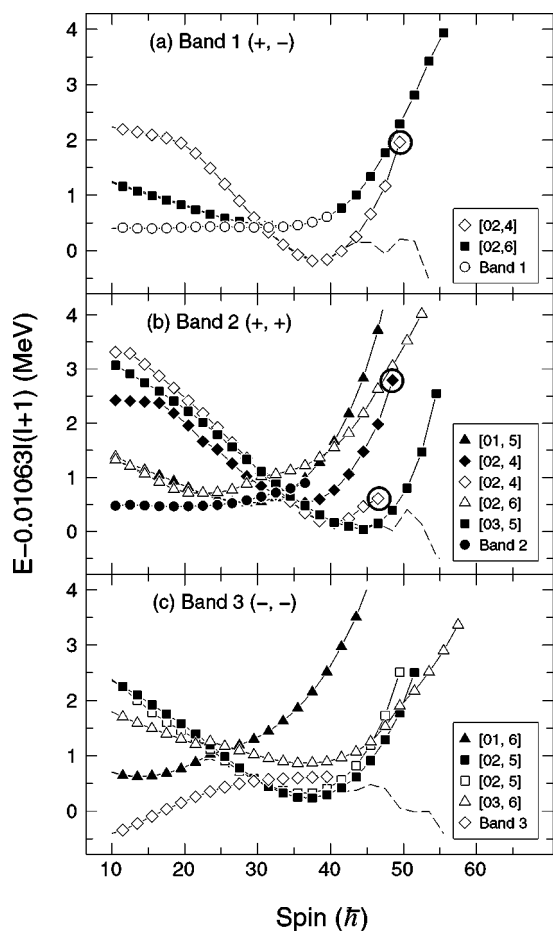 E−0.01063I(I+1) (MeV)
(a) Band 1 (+, −)
4
3
2
1
0
[02,4]
[02,6]
Band 1
(b) Band 2 (+, +)
4
3
2
1
0
[01, 5]
[02, 4]
[02, 4]
[02, 6]
[03, 5]
Band 2
(c) Band 3 (−, −)
4
3
2
1
0
[01, 6]
[02, 5]
[02, 5]
[03, 6]
Band 3
10 20 30 40 50 60
Spin (ℏ)